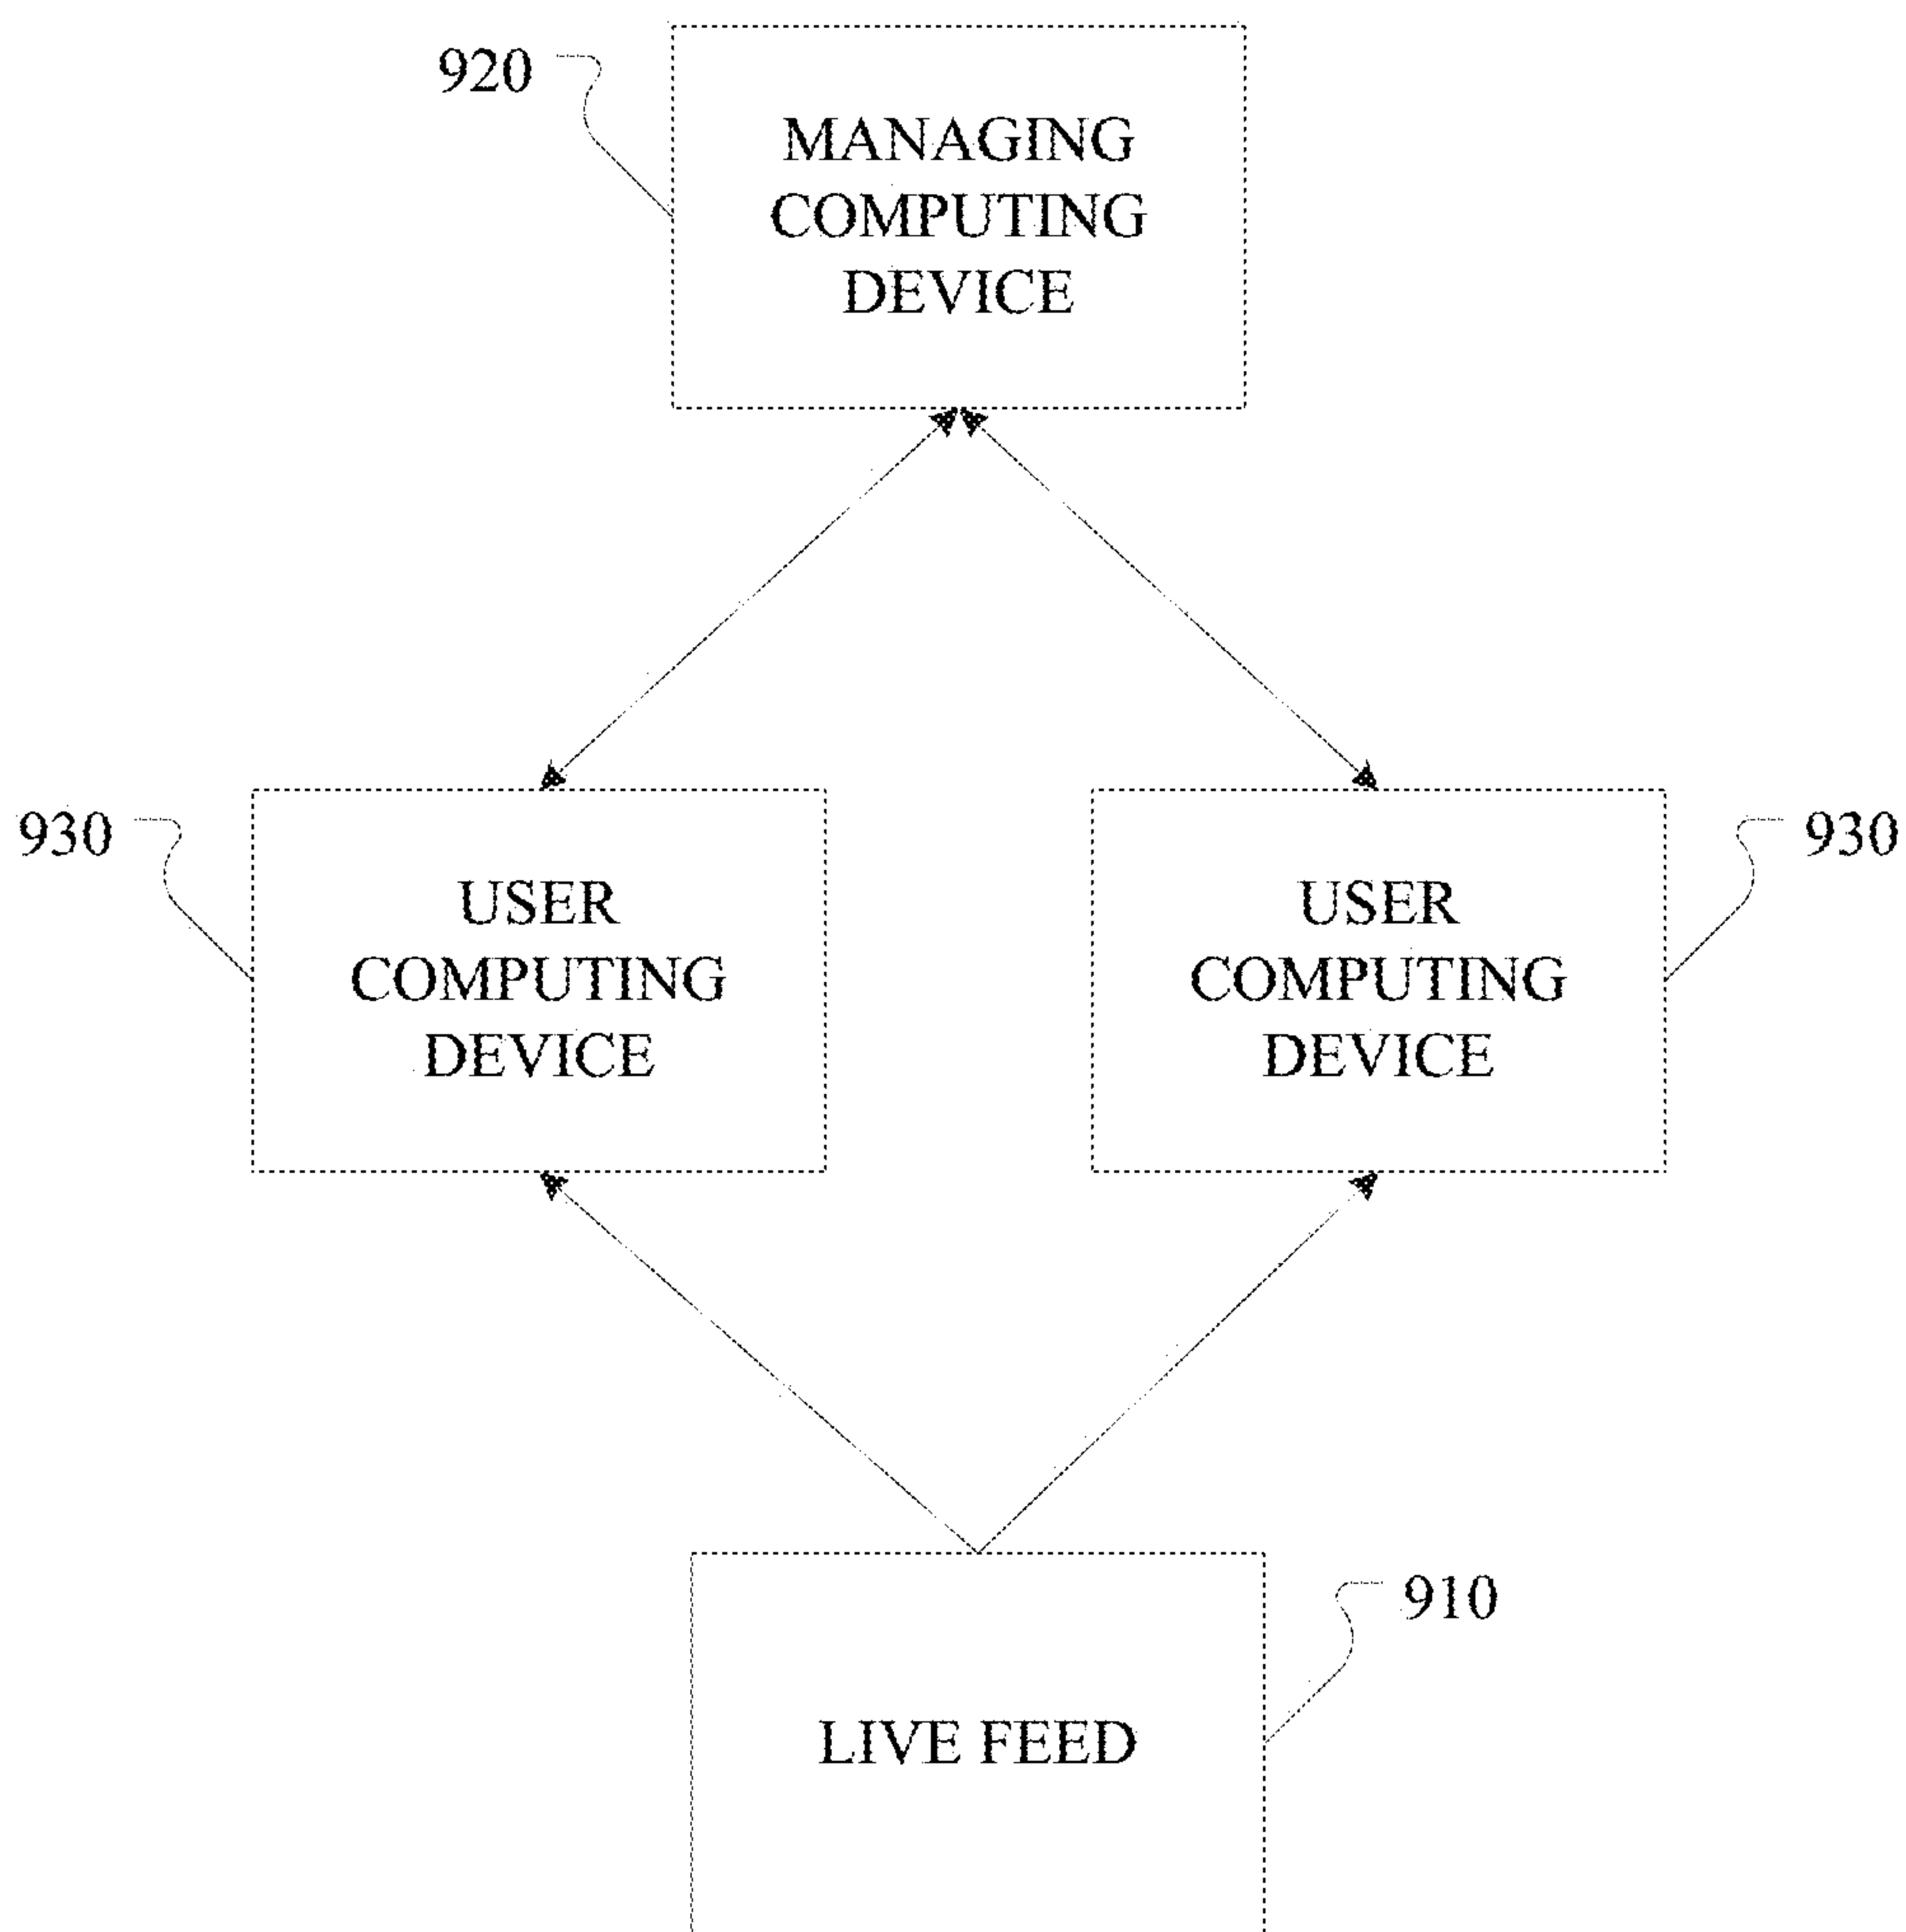 920
MANAGING
COMPUTING
DEVICE
930
USER
COMPUTING
DEVICE
USER
COMPUTING
DEVICE
930
910
LIVE FEED